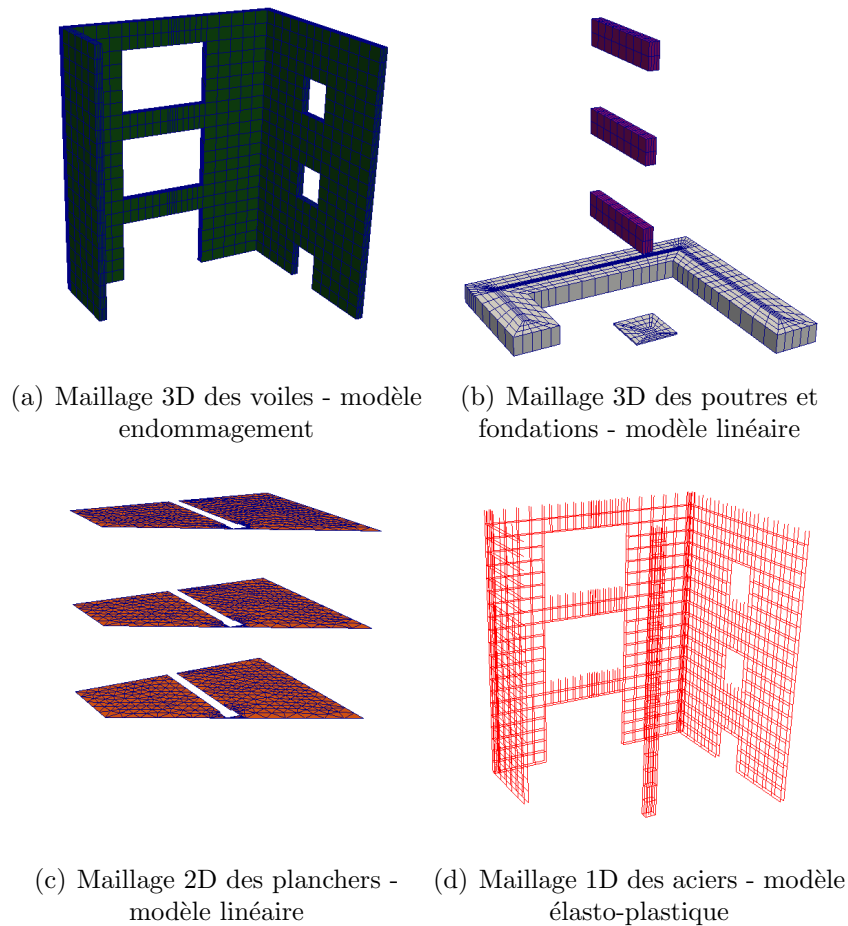 (a) Maillage 3D des voiles - modèle
endommagement
(b) Maillage 3D des poutres et
fondations - modèle linéaire
(c) Maillage 2D des planchers -
modèle linéaire
(d) Maillage 1D des aciers - modèle
élasto-plastique